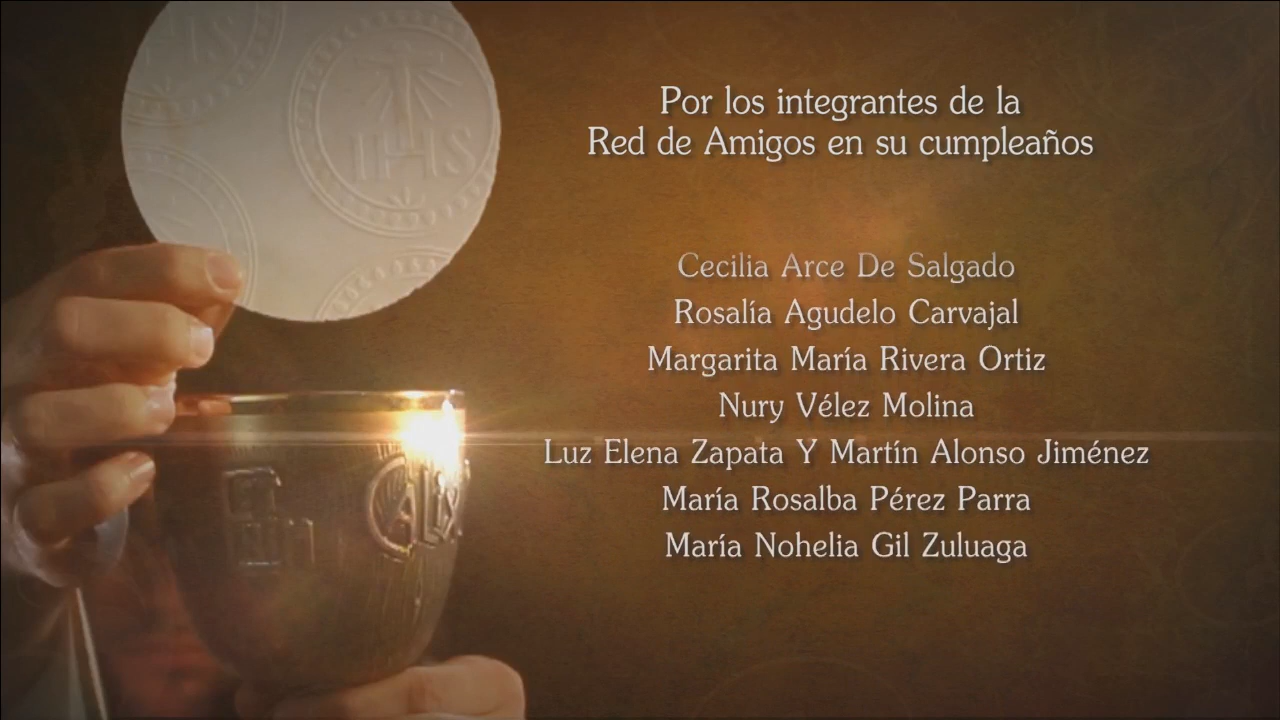 IHS
Por los integrantes de la
Red de Amigos en su cumpleaños
Cecilia Arce De Salgado
Rosalía Agudelo Carvajal
Margarita María Rivera Ortiz
Nury Vélez Molina
Luz Elena Zapata Y Martín Alonso Jiménez
María Rosalba Pérez Parra
María Nohelia Gil Zuluaga